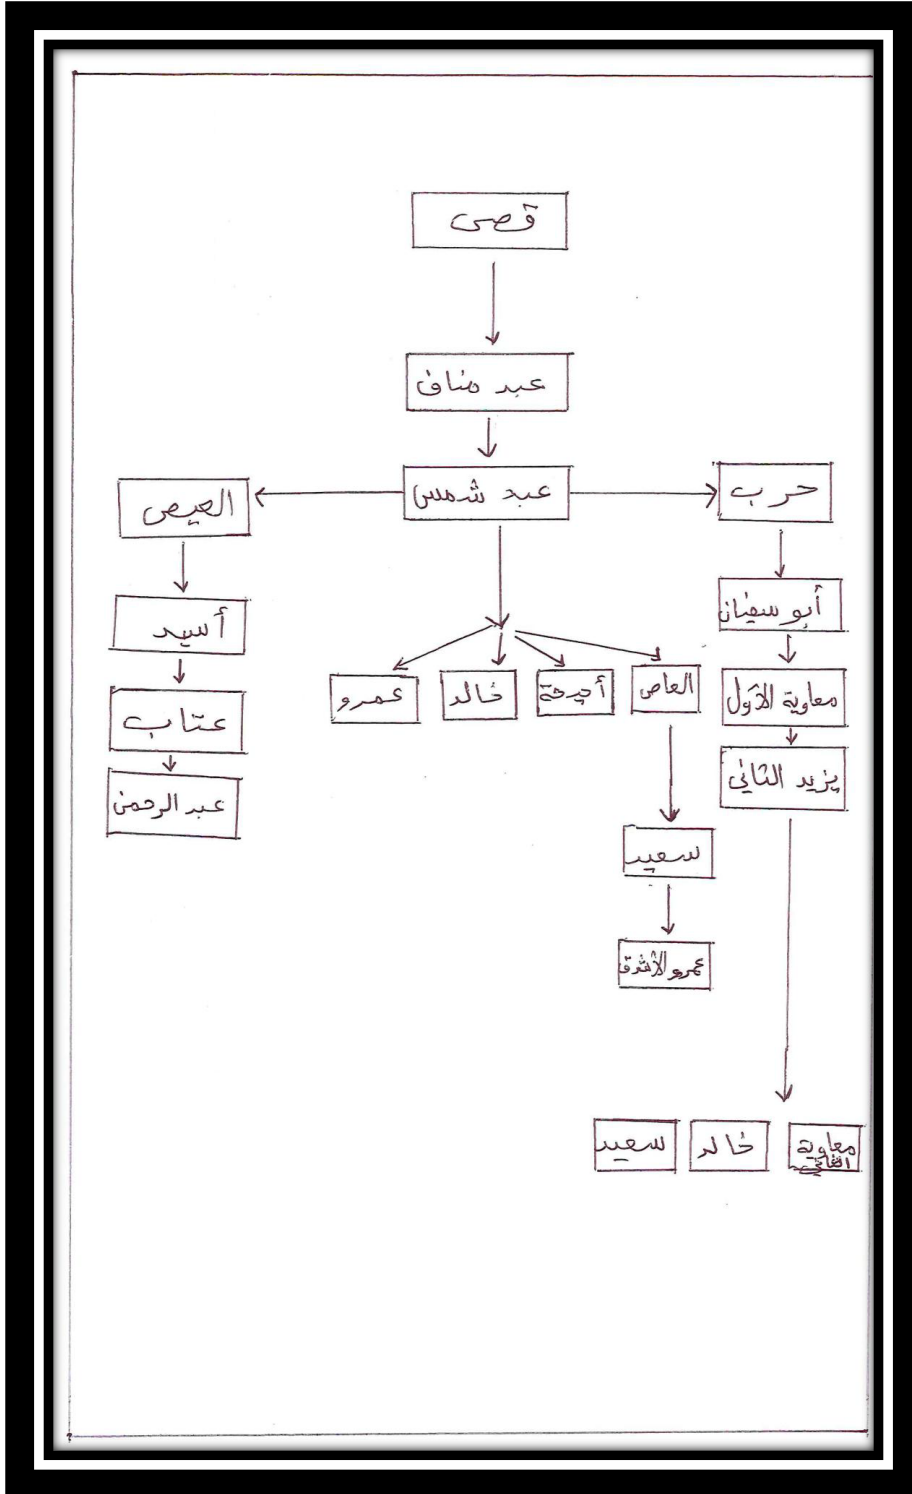 قصى
عبد مناف
حرب
عبد شمس
العيص
أبو سفيان
أسيد
العاص
أحيحة
خالد
عمرو
معاوية الأول
عتاب
يزيد الثاني
عبد الرحمن
سعيد
عمرو الأشدق
معاوية الثاني
خالد
سعيد